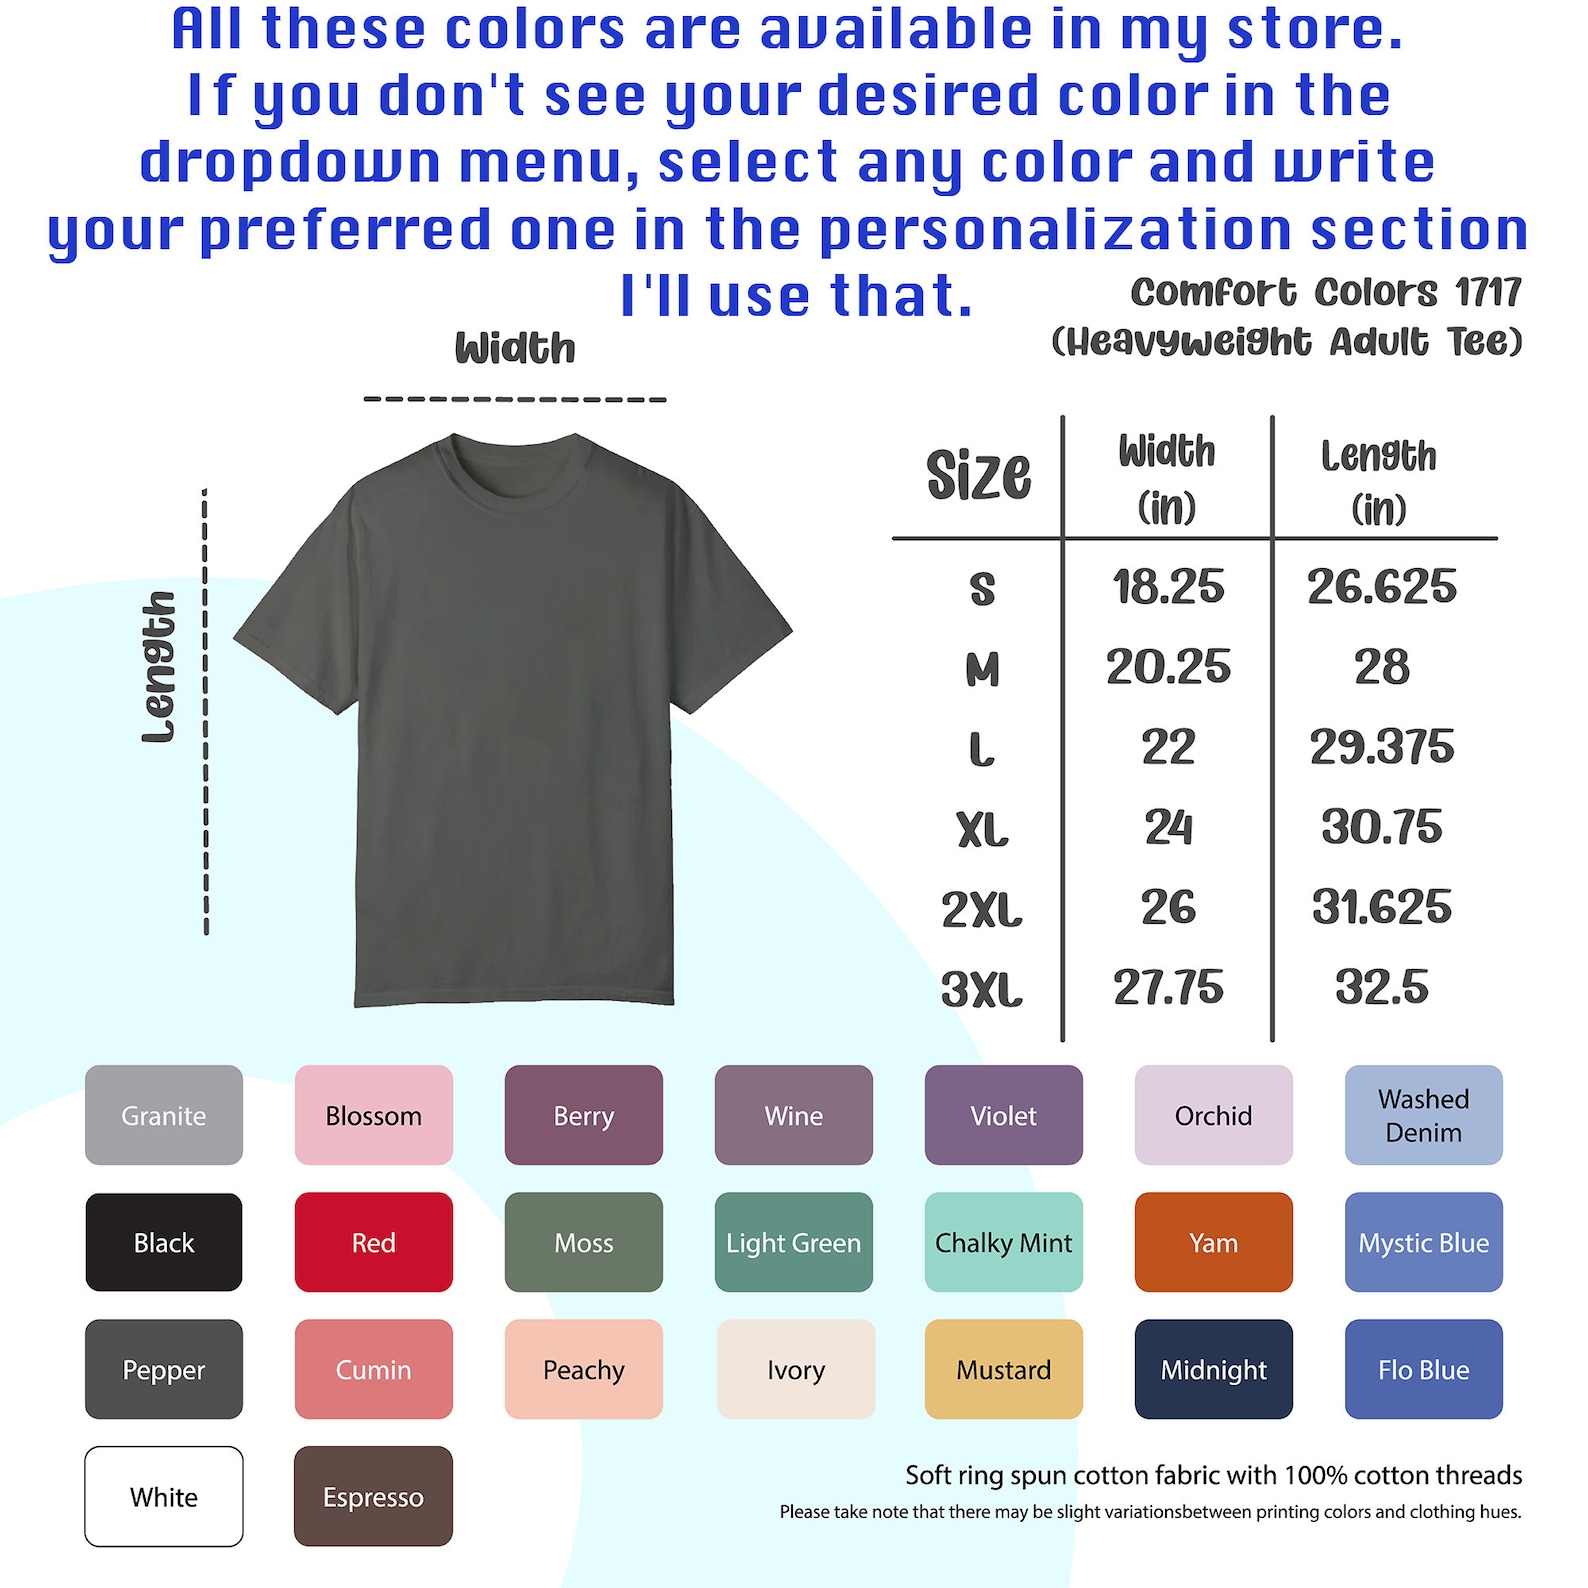 All these colors are available in my store.
If you don't see your desired color in the
dropdown menu, select any color and write
your preferred one in the personalization section
I'll use that.
Comfort Colors 1717
(Heavyweight Adult Tee)
Width
Length
Size Width (in) Length (in)
S 18.25 26.625
M 20.25 28
L 22 29.375
XL 24 30.75
2XL 26 31.625
3XL 27.75 32.5
Granite
Blossom
Berry
Wine
Violet
Orchid
Washed
Denim
Black
Red
Moss
Light Green
Chalky Mint
Yam
Mystic Blue
Pepper
Cumin
Peachy
Ivory
Mustard
Midnight
Flo Blue
White
Espresso
Soft ring spun cotton fabric with 100% cotton threads
Please take note that there may be slight variationsbetween printing colors and clothing hues.